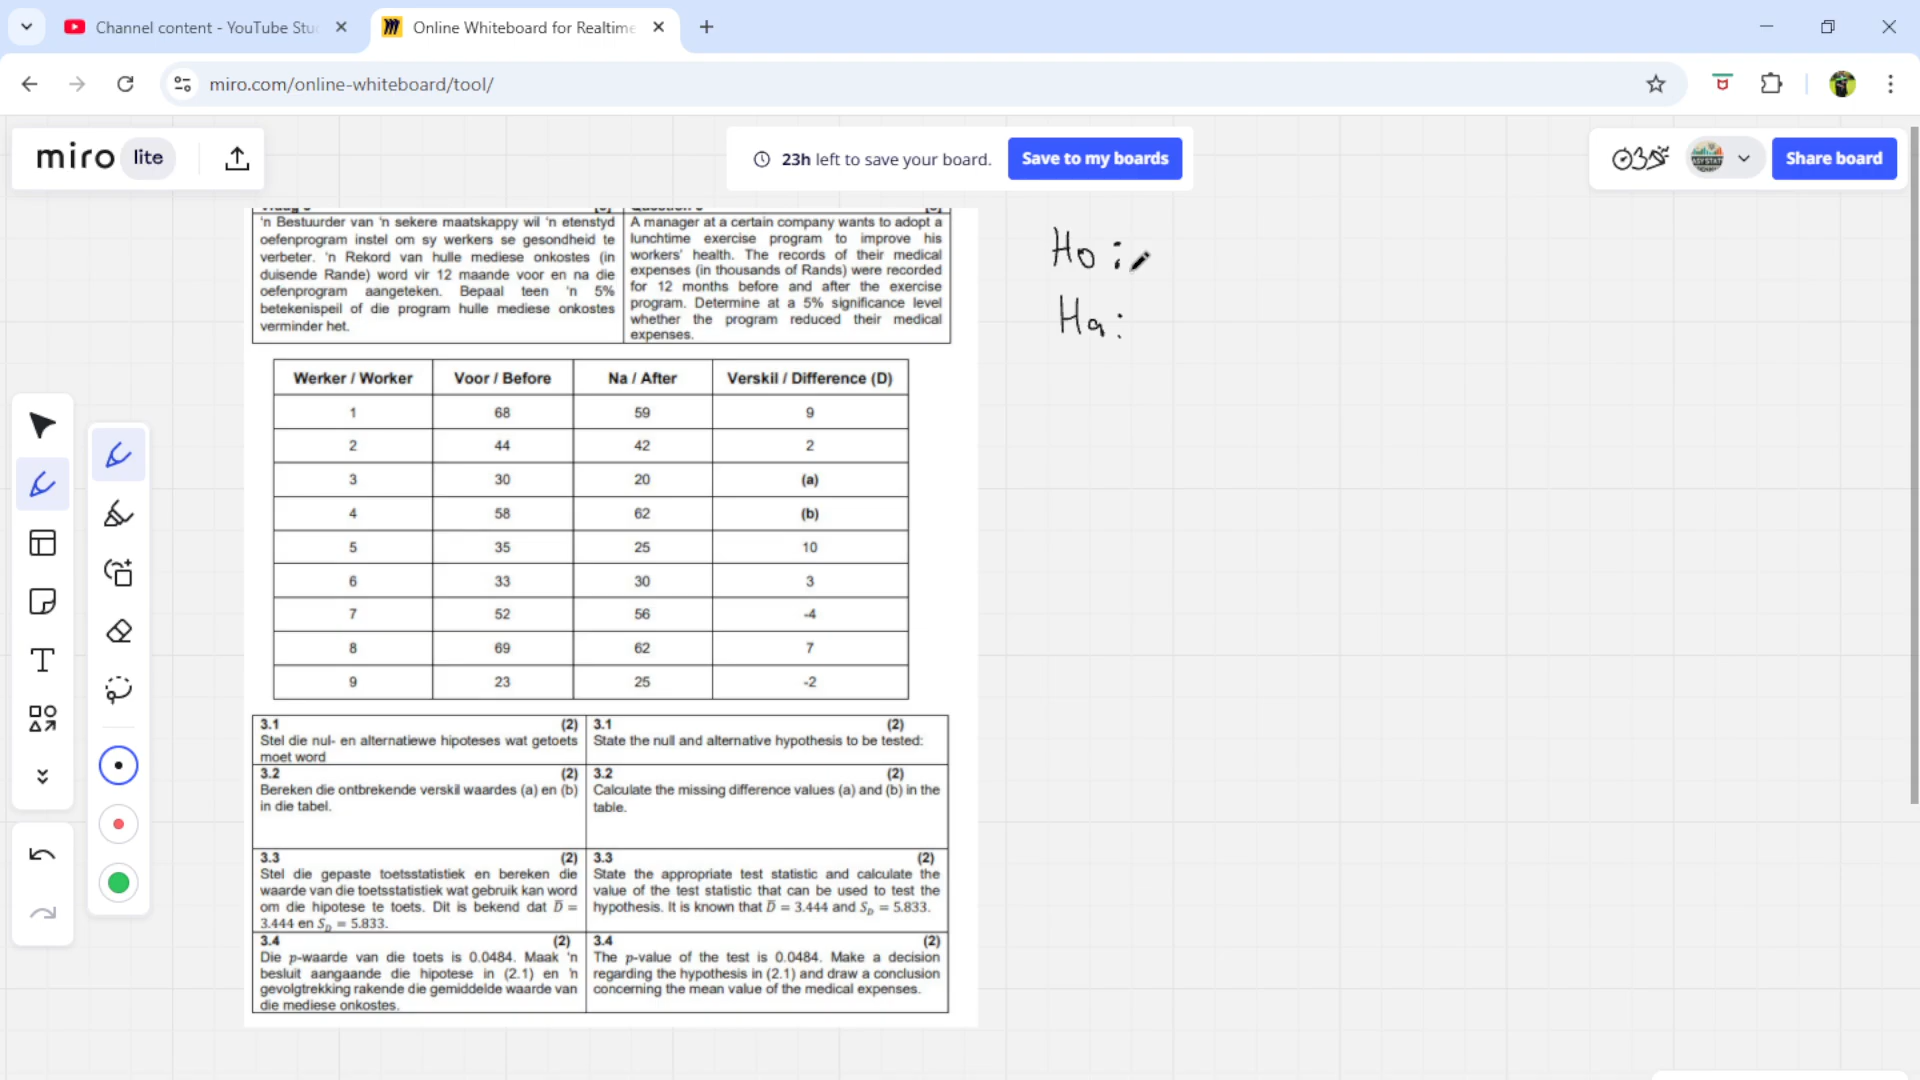 Channel content - YouTube Stu
Online Whiteboard for Realtime
miro.com/online-whiteboard/tool/
miro lite
23h left to save your board.
Save to my boards
Share board
'n Bestuurder van 'n sekere maatskappy wil 'n etenstyd
oefenprogram instel om sy werkers se gesondheid te
verbeter. 'n Rekord van hulle mediese onkostes (in
duisende Rande) word vir 12 maande voor en na die
oefenprogram aangeteken. Bepaal teen 'n 5%
betekenispeil of die program hulle mediese onkostes
verminder het.
A manager at a certain company wants to adopt a
lunchtime exercise program to improve his
workers' health. The records of their medical
expenses (in thousands of Rands) were recorded
for 12 months before and after the exercise
program. Determine at a 5% significance level
whether the program reduced their medical
expenses.
Ho :
Ha :
Werker / Worker Voor / Before Na / After Verskil / Difference (D)
1 68 59 9
2 44 42 2
3 30 20 (a)
4 58 62 (b)
5 35 25 10
6 33 30 3
7 52 56 -4
8 69 62 7
9 23 25 -2
3.1 (2)
Stel die nul- en alternatiewe hipoteses wat getoets
moet word
3.1 (2)
State the null and alternative hypothesis to be tested:
3.2 (2)
Bereken die ontbrekende verskil waardes (a) en (b)
in die tabel.
3.2 (2)
Calculate the missing difference values (a) and (b) in the
table.
3.3 (2)
Stel die gepaste toetsstatistiek en bereken die
waarde van die toetsstatistiek wat gebruik kan word
om die hipotese te toets. Dit is bekend dat D̅ =
3.444 en S_D = 5.833.
3.3 (2)
State the appropriate test statistic and calculate the
value of the test statistic that can be used to test the
hypothesis. It is known that D̅ = 3.444 and S_D = 5.833.
3.4 (2)
Die p-waarde van die toets is 0.0484. Maak 'n
besluit aangaande die hipotese in (2.1) en 'n
gevolgtrekking rakende die gemiddelde waarde van
die mediese onkostes.
3.4 (2)
The p-value of the test is 0.0484. Make a decision
regarding the hypothesis in (2.1) and draw a conclusion
concerning the mean value of the medical expenses.